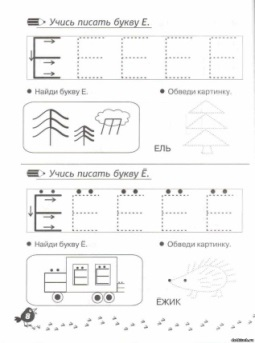 Учись писать букву Е.
Найди букву Е.
Обведи картинку.
ЕЛЬ
Учись писать букву Ё.
Найди букву Ё.
Обведи картинку.
ЁЖИК